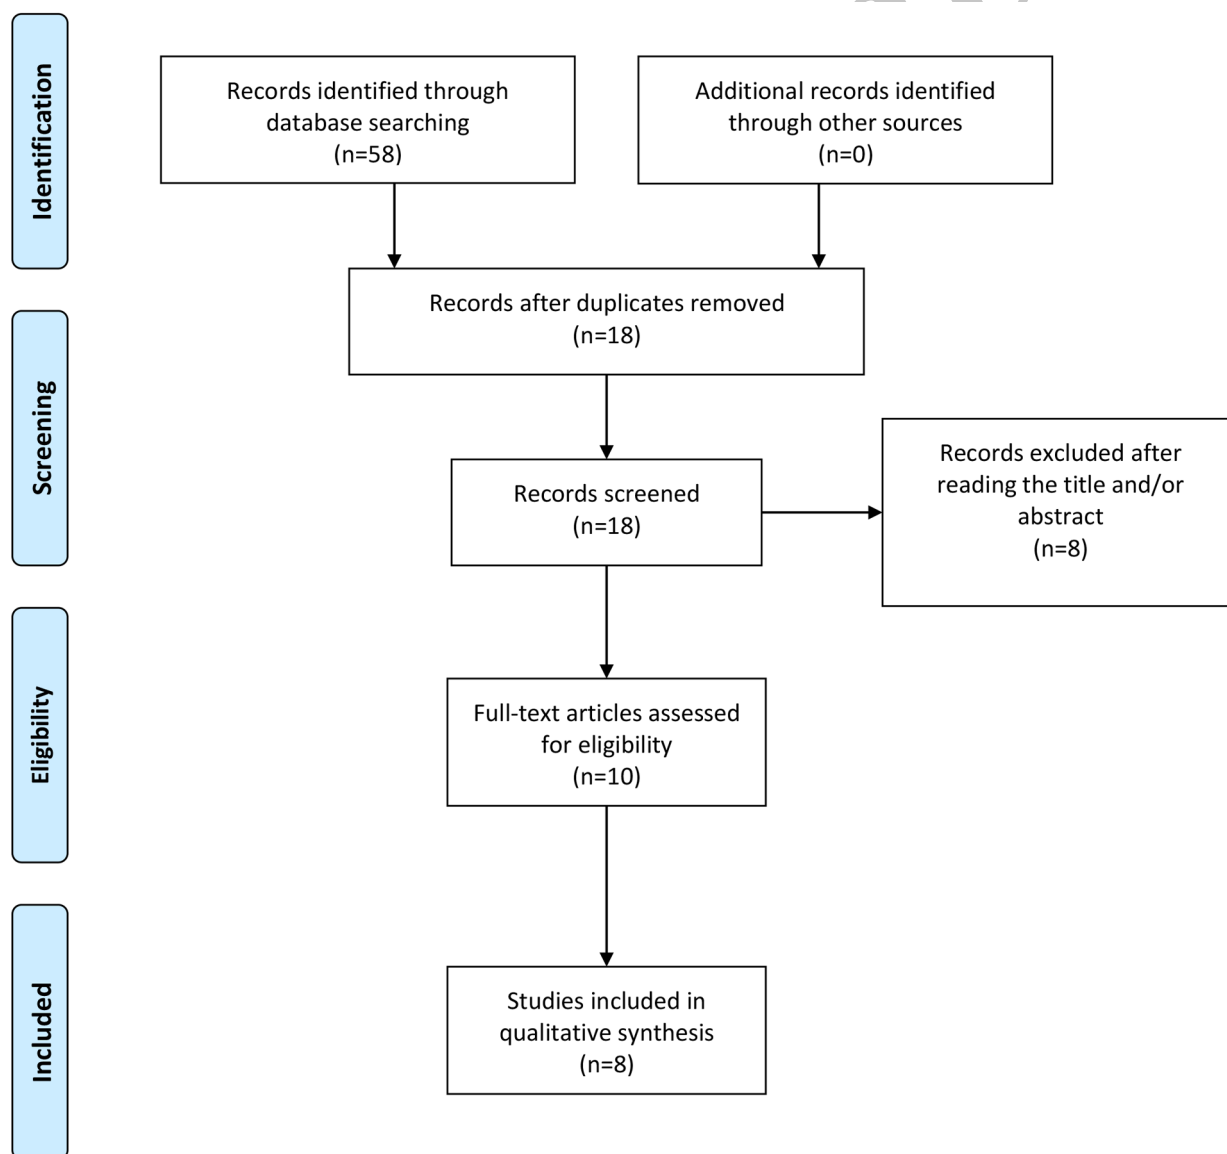 Identification
Records identified through
database searching
(n=58)
Additional records identified
through other sources
(n=0)
Records after duplicates removed
(n=18)
Screening
Records screened
(n=18)
Records excluded after
reading the title and/or
abstract
(n=8)
Eligibility
Full-text articles assessed
for eligibility
(n=10)
Included
Studies included in
qualitative synthesis
(n=8)